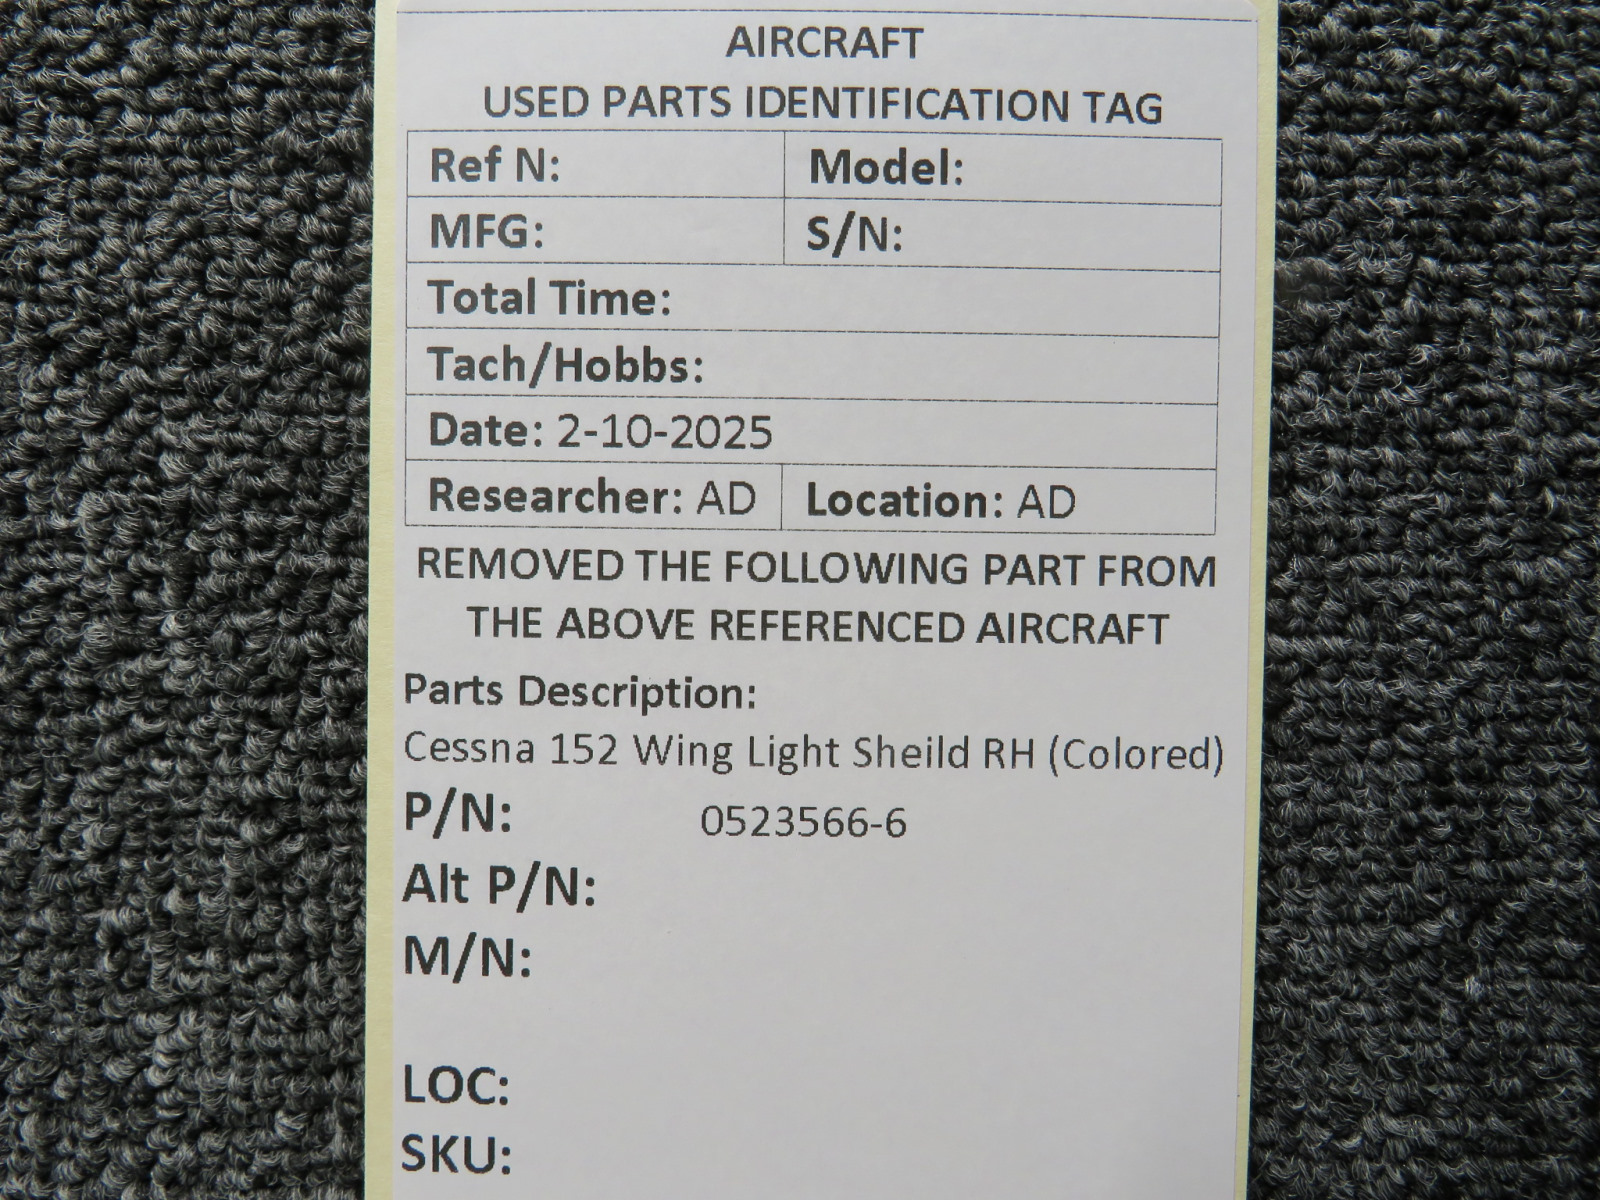 AIRCRAFT
USED PARTS IDENTIFICATION TAG
Ref N: Model:
MFG: S/N:
Total Time:
Tach/Hobbs:
Date: 2-10-2025
Researcher: AD Location: AD
REMOVED THE FOLLOWING PART FROM
THE ABOVE REFERENCED AIRCRAFT
Parts Description:
Cessna 152 Wing Light Sheild RH (Colored)
P/N: 0523566-6
Alt P/N:
M/N:
LOC:
SKU: